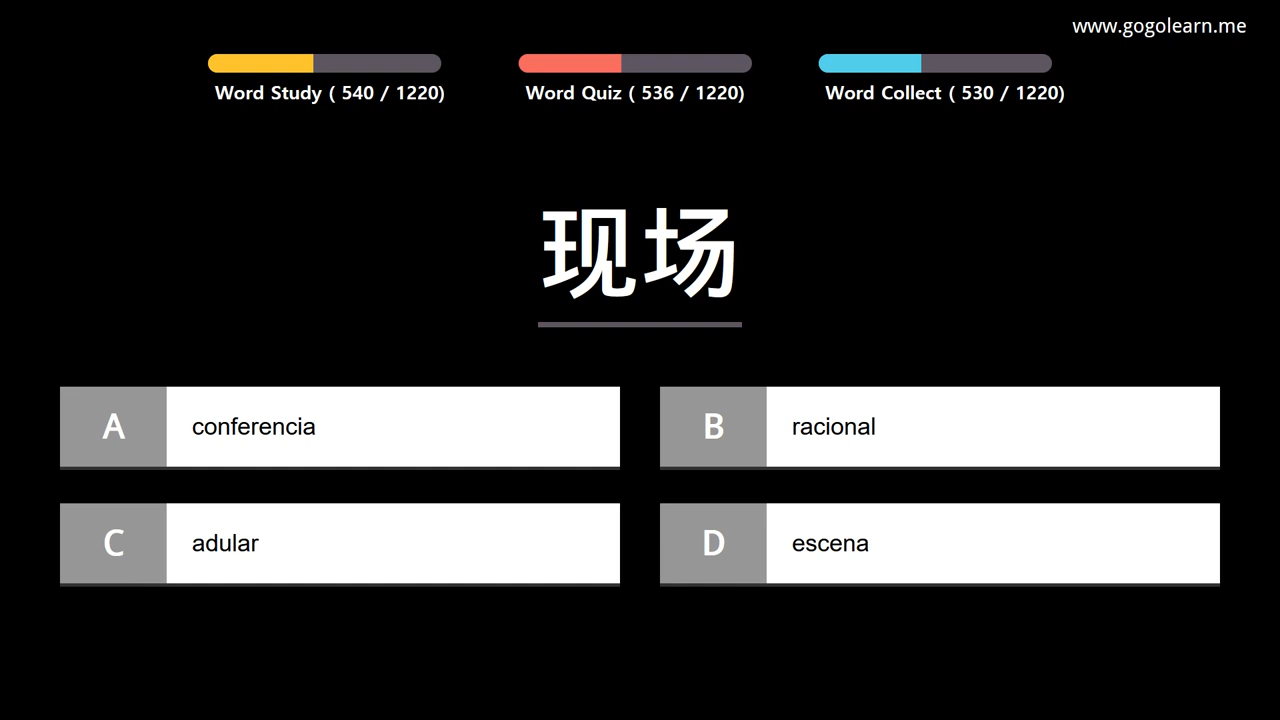 www.gogolearn.me
Word Study ( 540 / 1220)
Word Quiz ( 536 / 1220)
Word Collect ( 530 / 1220)
现场
A conferencia
B racional
C adular
D escena